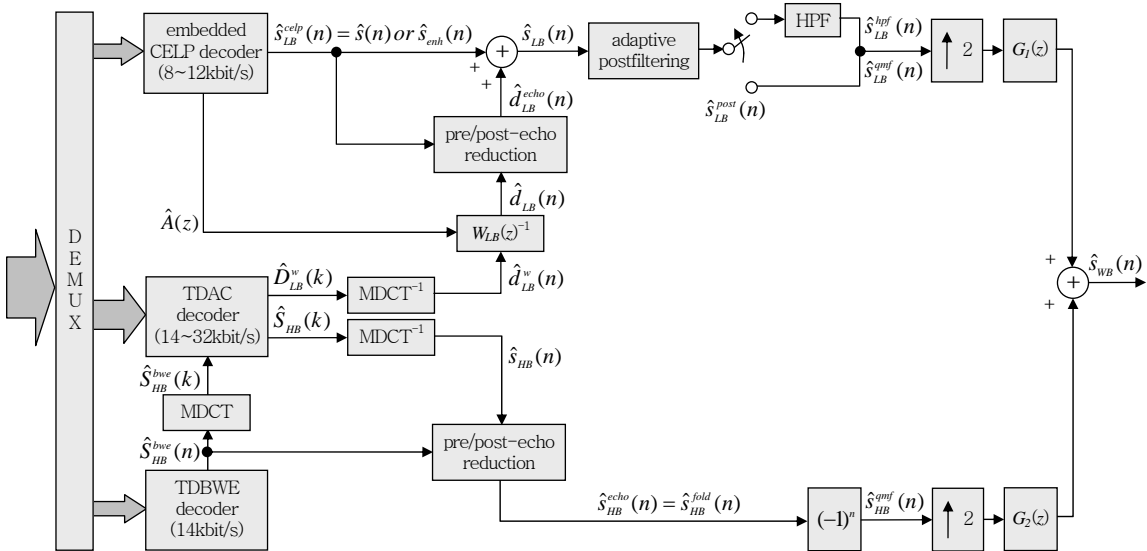 DEMUX
embedded
CELP decoder
(8~12kbit/s)
ŝ_LB^celp(n) = ŝ(n) or ŝ_enh(n)
+
+
+
ŝ_LB(n)
adaptive
postfiltering
HPF
ŝ_LB^post(n)
ŝ_LB^hpf(n)
ŝ_LB^qmf(n)
↑ 2
G₁(z)
d̂_LB^echo(n)
pre/post-echo
reduction
d̂_LB(n)
Â(z)
W_LB(z)⁻¹
d̂_LB^w(n)
TDAC
decoder
(14~32kbit/s)
D̂_LB^w(k)
MDCT⁻¹
Ŝ_HB(k)
MDCT⁻¹
ŝ_HB(n)
Ŝ_HB^bwe(k)
MDCT
Ŝ_HB^bwe(n)
TDBWE
decoder
(14kbit/s)
pre/post-echo
reduction
ŝ_HB^echo(n) = ŝ_HB^fold(n)
(-1)ⁿ
ŝ_HB^qmf(n)
↑ 2
G₂(z)
+
+
+
ŝ_WB(n)